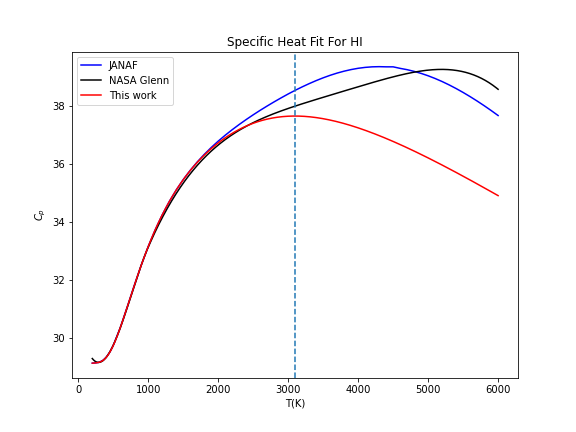 Specific Heat Fit For HI
JANAF
NASA Glenn
This work
38
36
34
32
30
C_p
0 1000 2000 3000 4000 5000 6000
T(K)